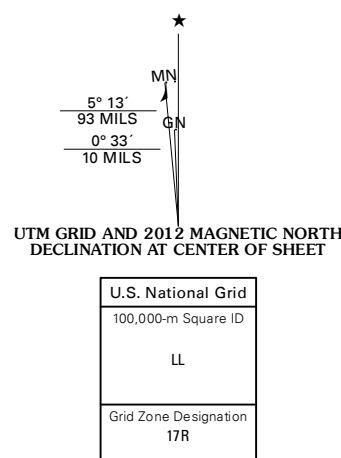 ★
MN
5° 13´
93 MILS
GN
0° 33´
10 MILS
UTM GRID AND 2012 MAGNETIC NORTH
DECLINATION AT CENTER OF SHEET
U.S. National Grid
100,000-m Square ID
LL
Grid Zone Designation
17R